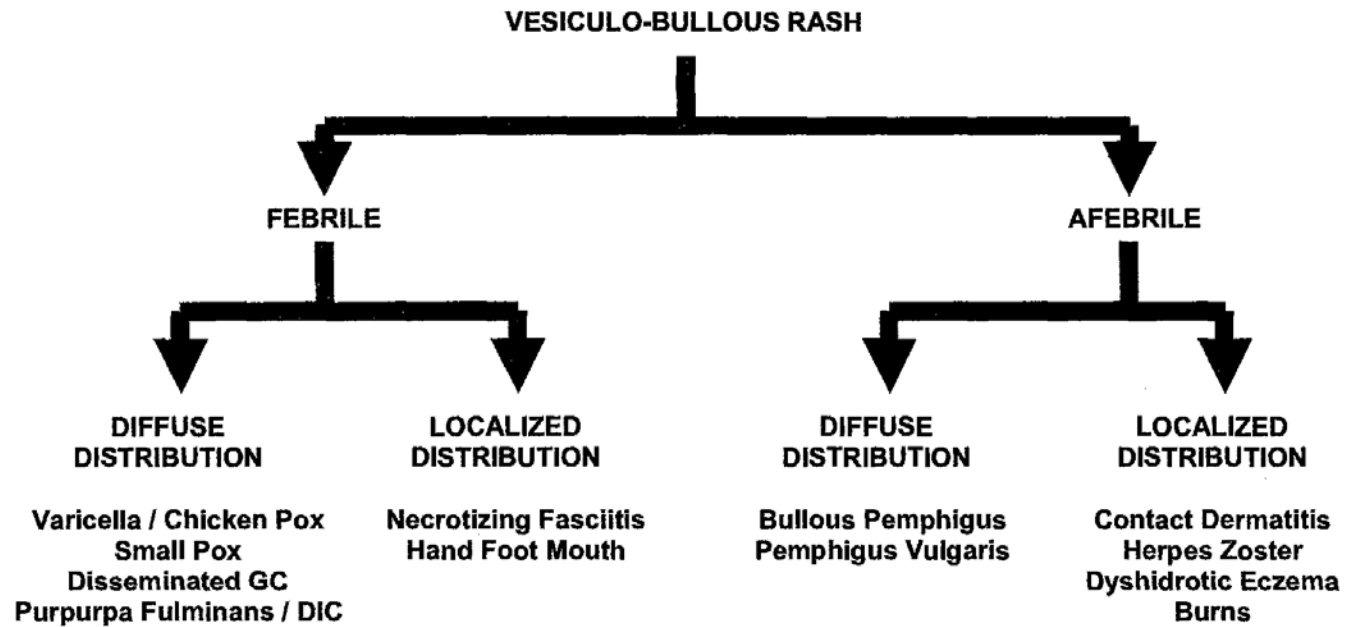 VESICULO-BULLOUS RASH
FEBRILE
AFEBRILE
DIFFUSE
DISTRIBUTION
LOCALIZED
DISTRIBUTION
DIFFUSE
DISTRIBUTION
LOCALIZED
DISTRIBUTION
Varicella / Chicken Pox
Small Pox
Disseminated GC
Purpurpa Fulminans / DIC
Necrotizing Fasciitis
Hand Foot Mouth
Bullous Pemphigus
Pemphigus Vulgaris
Contact Dermatitis
Herpes Zoster
Dyshidrotic Eczema
Burns